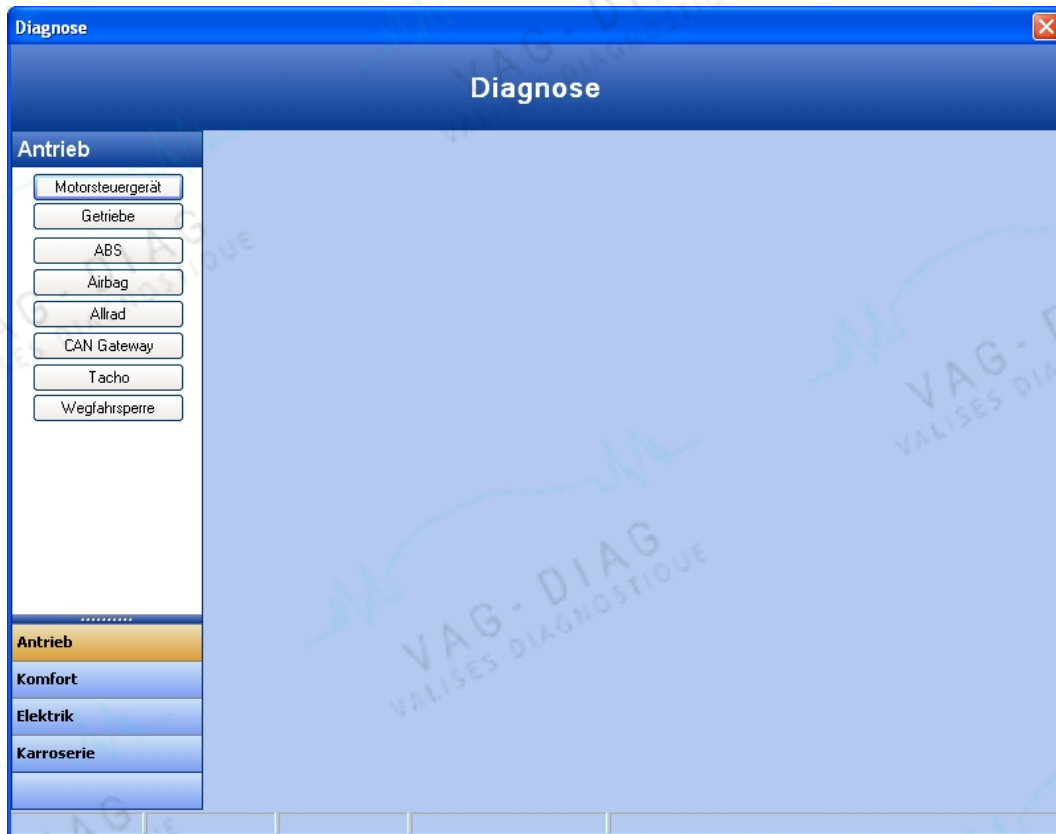 Diagnose
Diagnose
Antrieb
Motorsteuergerät
Getriebe
ABS
Airbag
Allrad
CAN Gateway
Tacho
Wegfahrsperre
Antrieb
Komfort
Elektrik
Karroserie
VAG-DIAG
VALISES DIAGNOSTIQUE